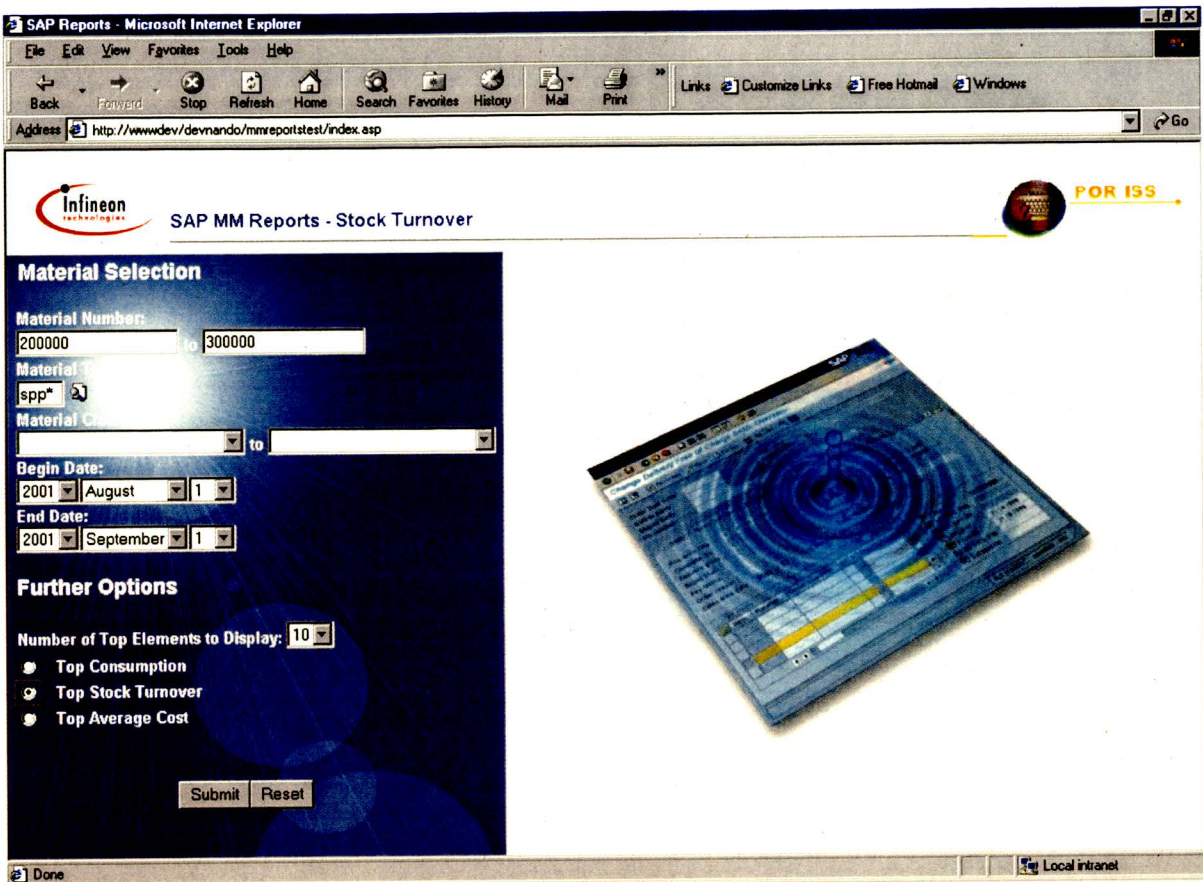 SAP Reports - Microsoft Internet Explorer
File Edit View Favorites Tools Help
Back Forward Stop Refresh Home Search Favorites History Mail Print » Links Customize Links Free Hotmail Windows
Address http://wwwdev/devnando/mmreportstest/index.asp Go
Infineon
technologies
SAP MM Reports - Stock Turnover
POR ISS
Material Selection
Material Number:
200000 to 300000
Material
spp*
Material
to
Begin Date:
2001 August 1
End Date:
2001 September 1
Further Options
Number of Top Elements to Display: 10
Top Consumption
Top Stock Turnover
Top Average Cost
Submit Reset
SAP
Done
Local intranet